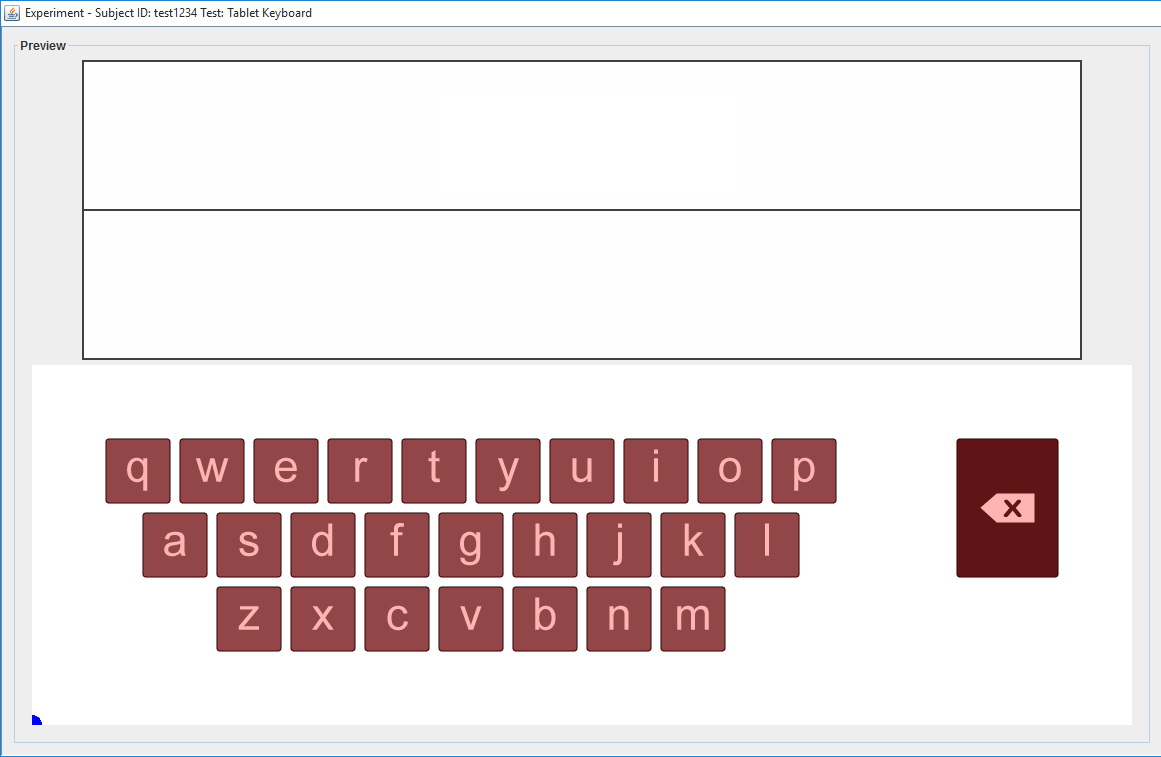 Experiment - Subject ID: test1234 Test: Tablet Keyboard
Preview
q w e r t y u i o p
a s d f g h j k l
z x c v b n m